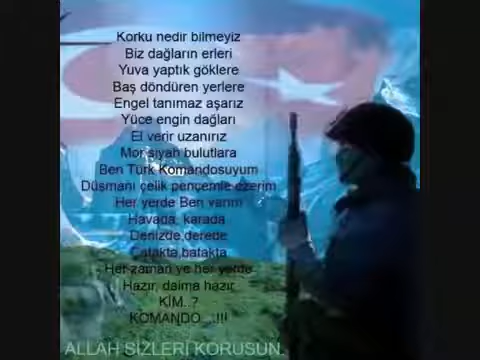 Korku nedir bilmeyiz
Biz dağların erleri
Yuva yaptık göklere
Baş döndüren yerlere
Engel tanımaz aşarız
Yüce engin dağları
El verir uzanırız
Mor siyah bulutlara
Ben Türk Komandosuyum
Düşmanı çelik pençemle ezerim
Her yerde Ben varım
Havada, karada
Denizde,derede
Çatakta,batakta
Her zaman ve her yerde
Hazır, daima hazır
KİM..?
KOMANDO....!!!
ALLAH SİZLERİ KORUSUN.